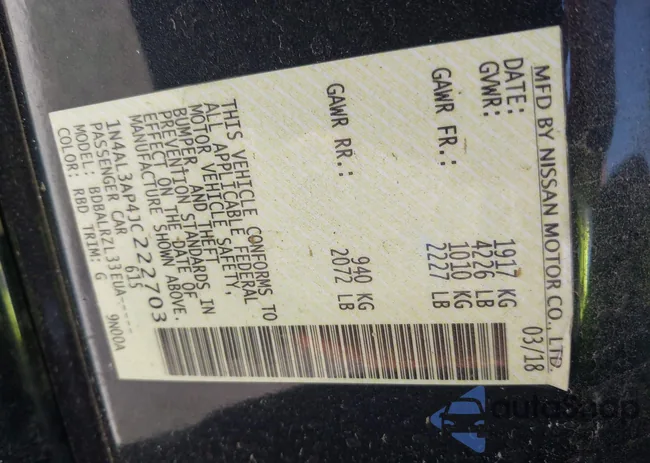 MFD BY NISSAN MOTOR CO., LTD.
DATE: 03/18
GVWR: 1917 KG
4226 LB
GAWR FR.: 1010 KG
2227 LB
GAWR RR.: 940 KG
2072 LB
THIS VEHICLE CONFORMS TO
ALL APPLICABLE FEDERAL
MOTOR VEHICLE SAFETY,
BUMPER, AND THEFT
PREVENTION STANDARDS IN
EFFECT ON THE DATE OF
MANUFACTURE SHOWN ABOVE.
1N4AL3AP4JC222703
PASSENGER CAR 615
MODEL: BDBALRZL33EUA-----
COLOR: RBD TRIM: G 9N00A
autoSnap